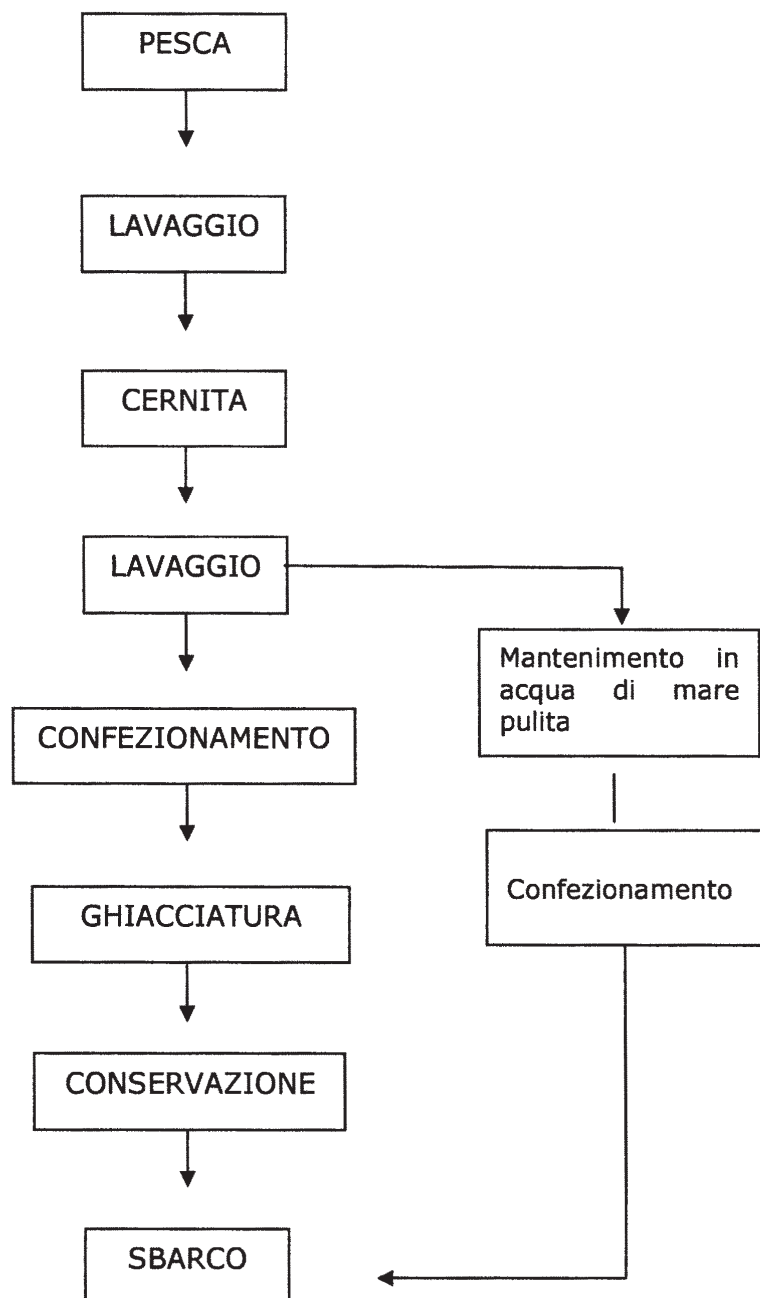 PESCA
LAVAGGIO
CERNITA
LAVAGGIO
CONFEZIONAMENTO
GHIACCIATURA
CONSERVAZIONE
SBARCO
Mantenimento in
acqua di mare
pulita
Confezionamento